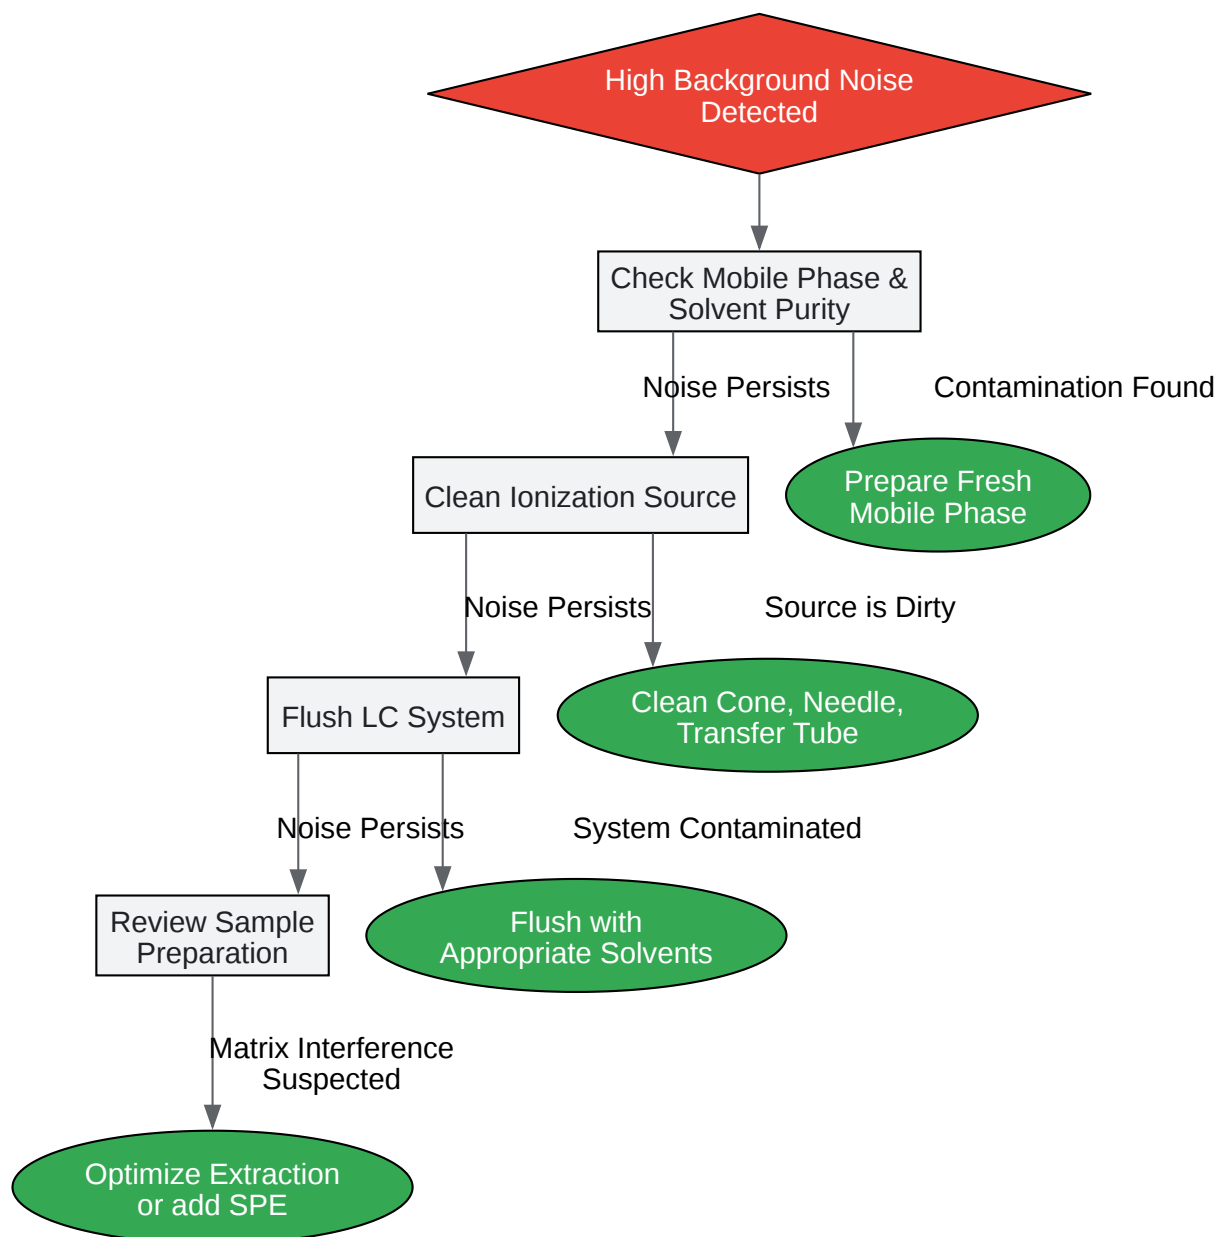 High Background Noise
Detected
Check Mobile Phase &
Solvent Purity
Noise Persists
Contamination Found
Clean Ionization Source
Prepare Fresh
Mobile Phase
Noise Persists
Source is Dirty
Flush LC System
Clean Cone, Needle,
Transfer Tube
Noise Persists
System Contaminated
Review Sample
Preparation
Flush with
Appropriate Solvents
Matrix Interference
Suspected
Optimize Extraction
or add SPE